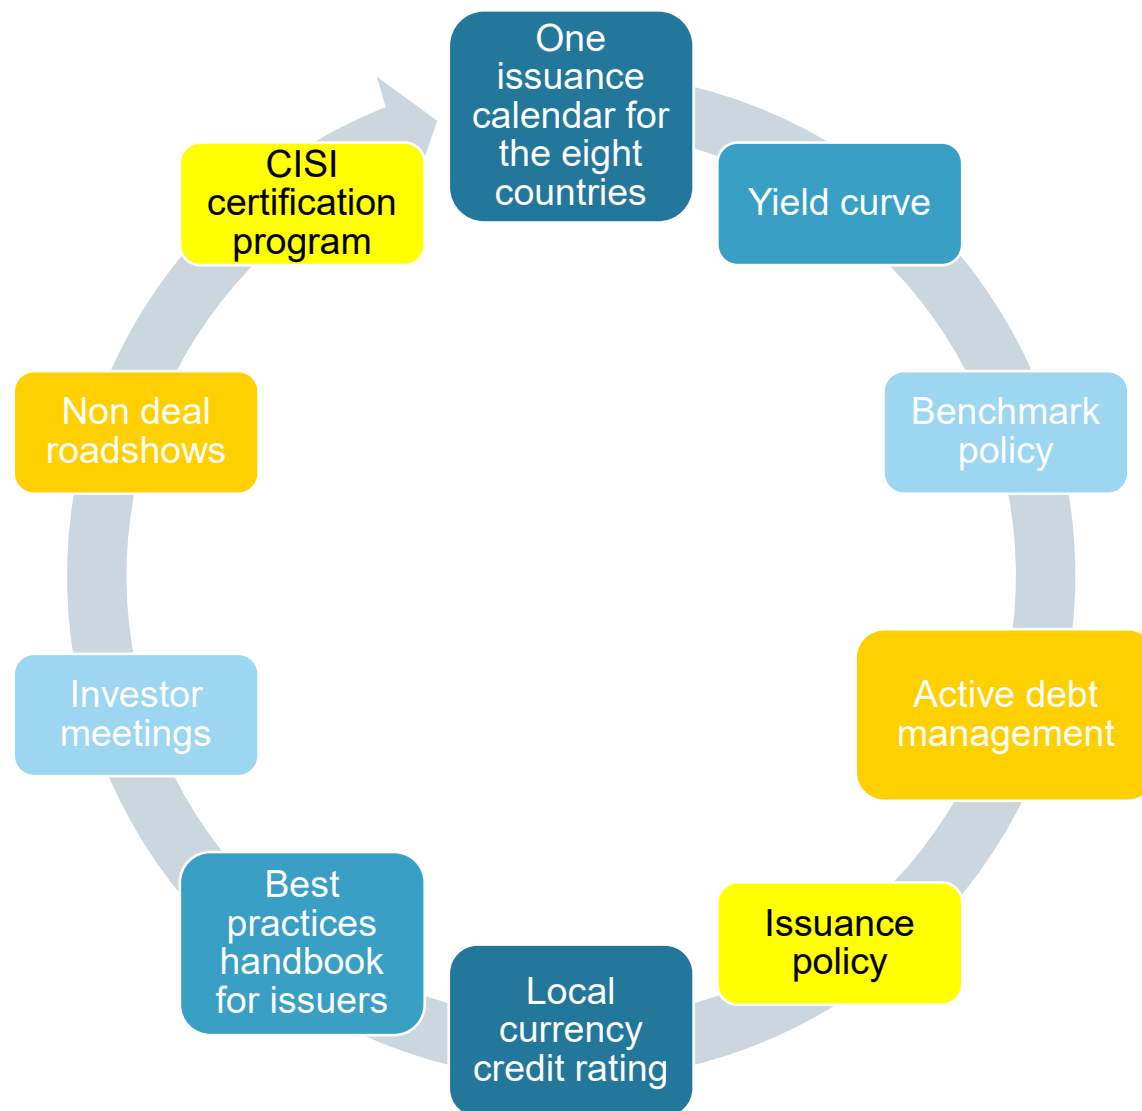 One
issuance
calendar for
the eight
countries
Yield curve
Benchmark
policy
Active debt
management
Issuance
policy
Local
currency
credit rating
Best
practices
handbook
for issuers
Investor
meetings
Non deal
roadshows
CISI
certification
program